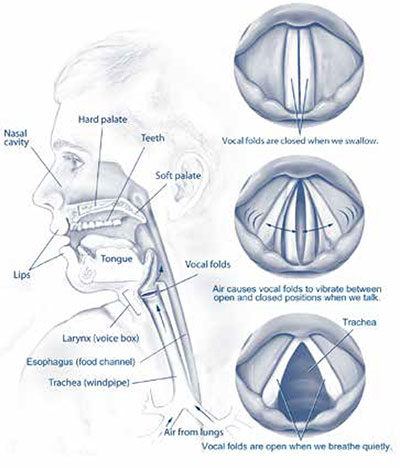 Hard palate
Nasal
cavity
Teeth
Soft palate
Lips
Tongue
Vocal folds
Larynx (voice box)
Esophagus (food channel)
Trachea (windpipe)
Air from lungs
Vocal folds are closed when we swallow.
Air causes vocal folds to vibrate between
open and closed positions when we talk.
Trachea
Vocal folds are open when we breathe quietly.